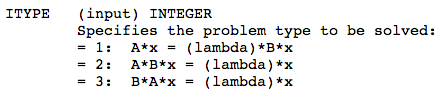 ITYPE (input) INTEGER
Specifies the problem type to be solved:
= 1: A*x = (lambda)*B*x
= 2: A*B*x = (lambda)*x
= 3: B*A*x = (lambda)*x